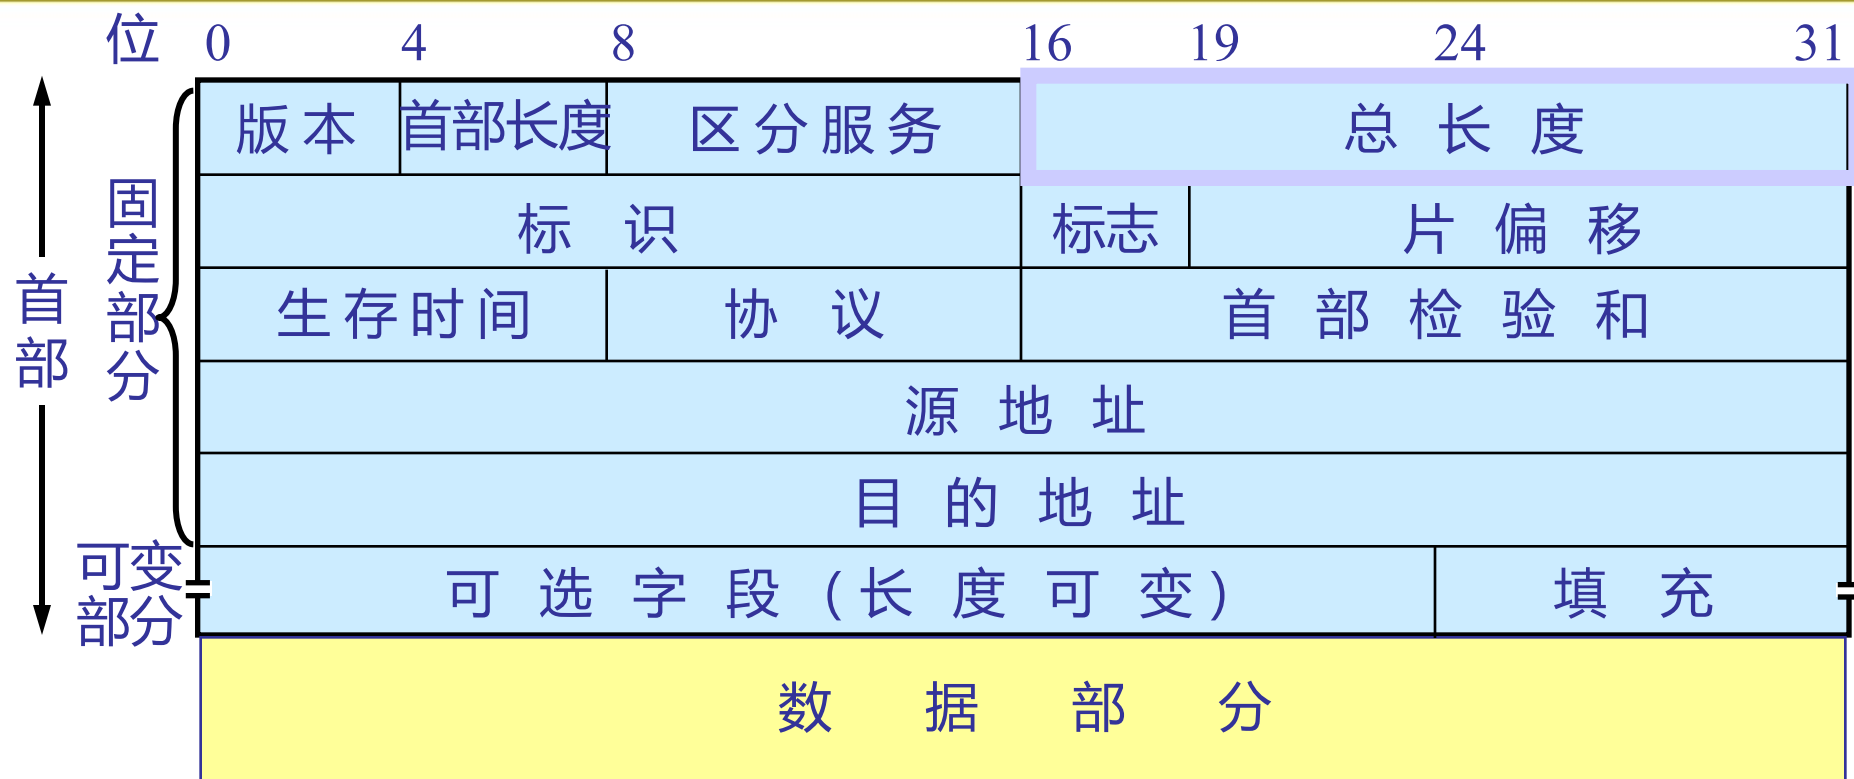 位 0 4 8 16 19 24 31
版本 首部长度 区分服务 总长度
标识 标志 片偏移
生存时间 协议 首部检验和
源地址
目的地址
可选字段(长度可变) 填充
数据部分
首部
固定部分
可变
部分